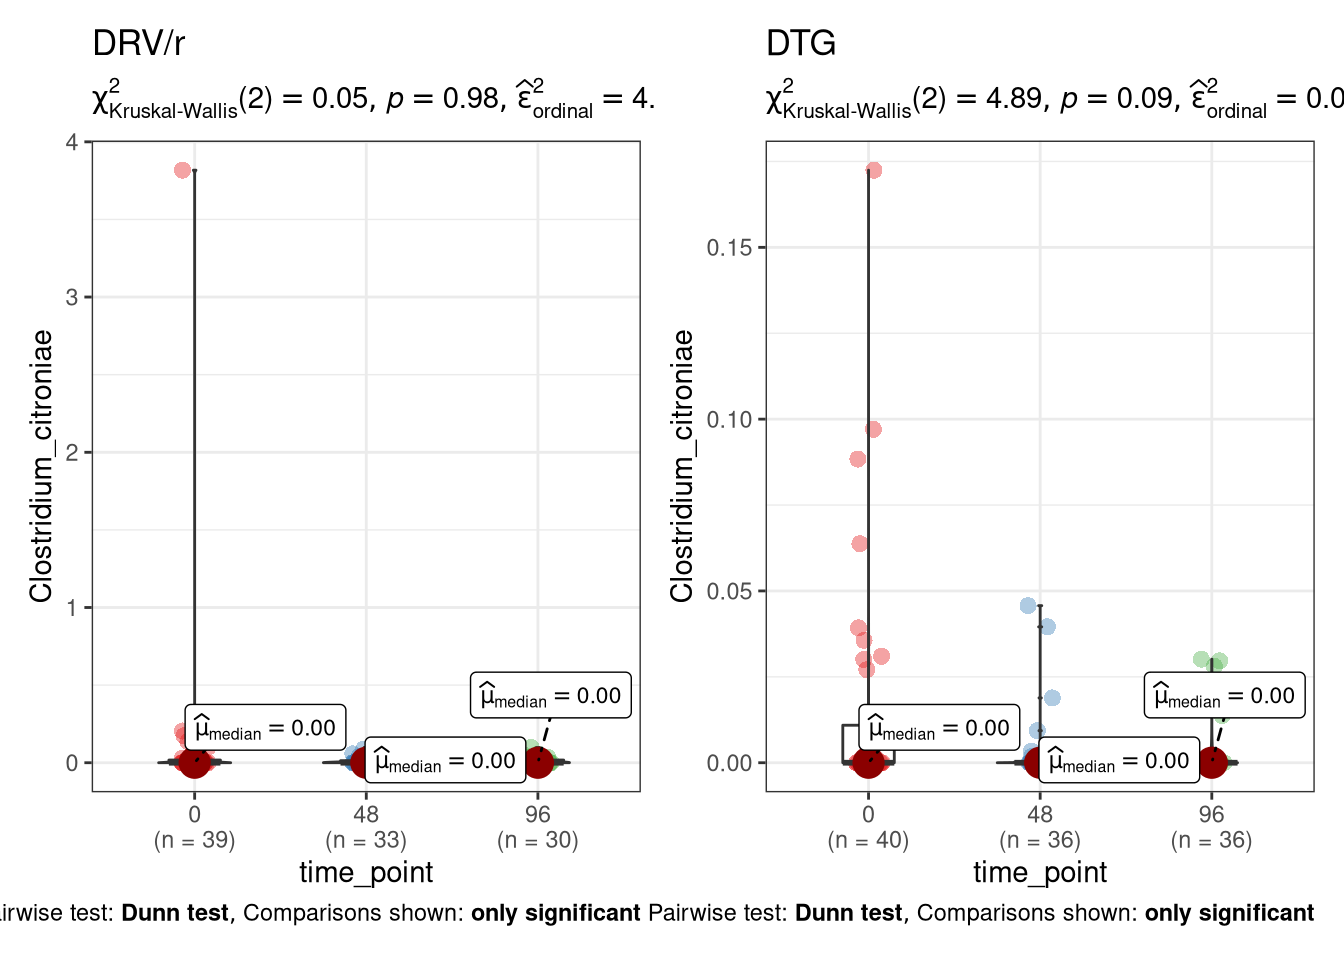 DRV/r
χ²Kruskal-Wallis(2) = 0.05, p = 0.98, ε̂²ordinal = 4.
4
3
2
1
0
Clostridium_citroniae
μ̂median = 0.00
μ̂median = 0.00
μ̂median = 0.00
0 48 96
(n = 39) (n = 33) (n = 30)
time_point
irwise test: Dunn test, Comparisons shown: only significant
DTG
χ²Kruskal-Wallis(2) = 4.89, p = 0.09, ε̂²ordinal = 0.0
0.15
0.10
0.05
0.00
Clostridium_citroniae
μ̂median = 0.00
μ̂median = 0.00
μ̂median = 0.00
0 48 96
(n = 40) (n = 36) (n = 36)
time_point
Pairwise test: Dunn test, Comparisons shown: only significant